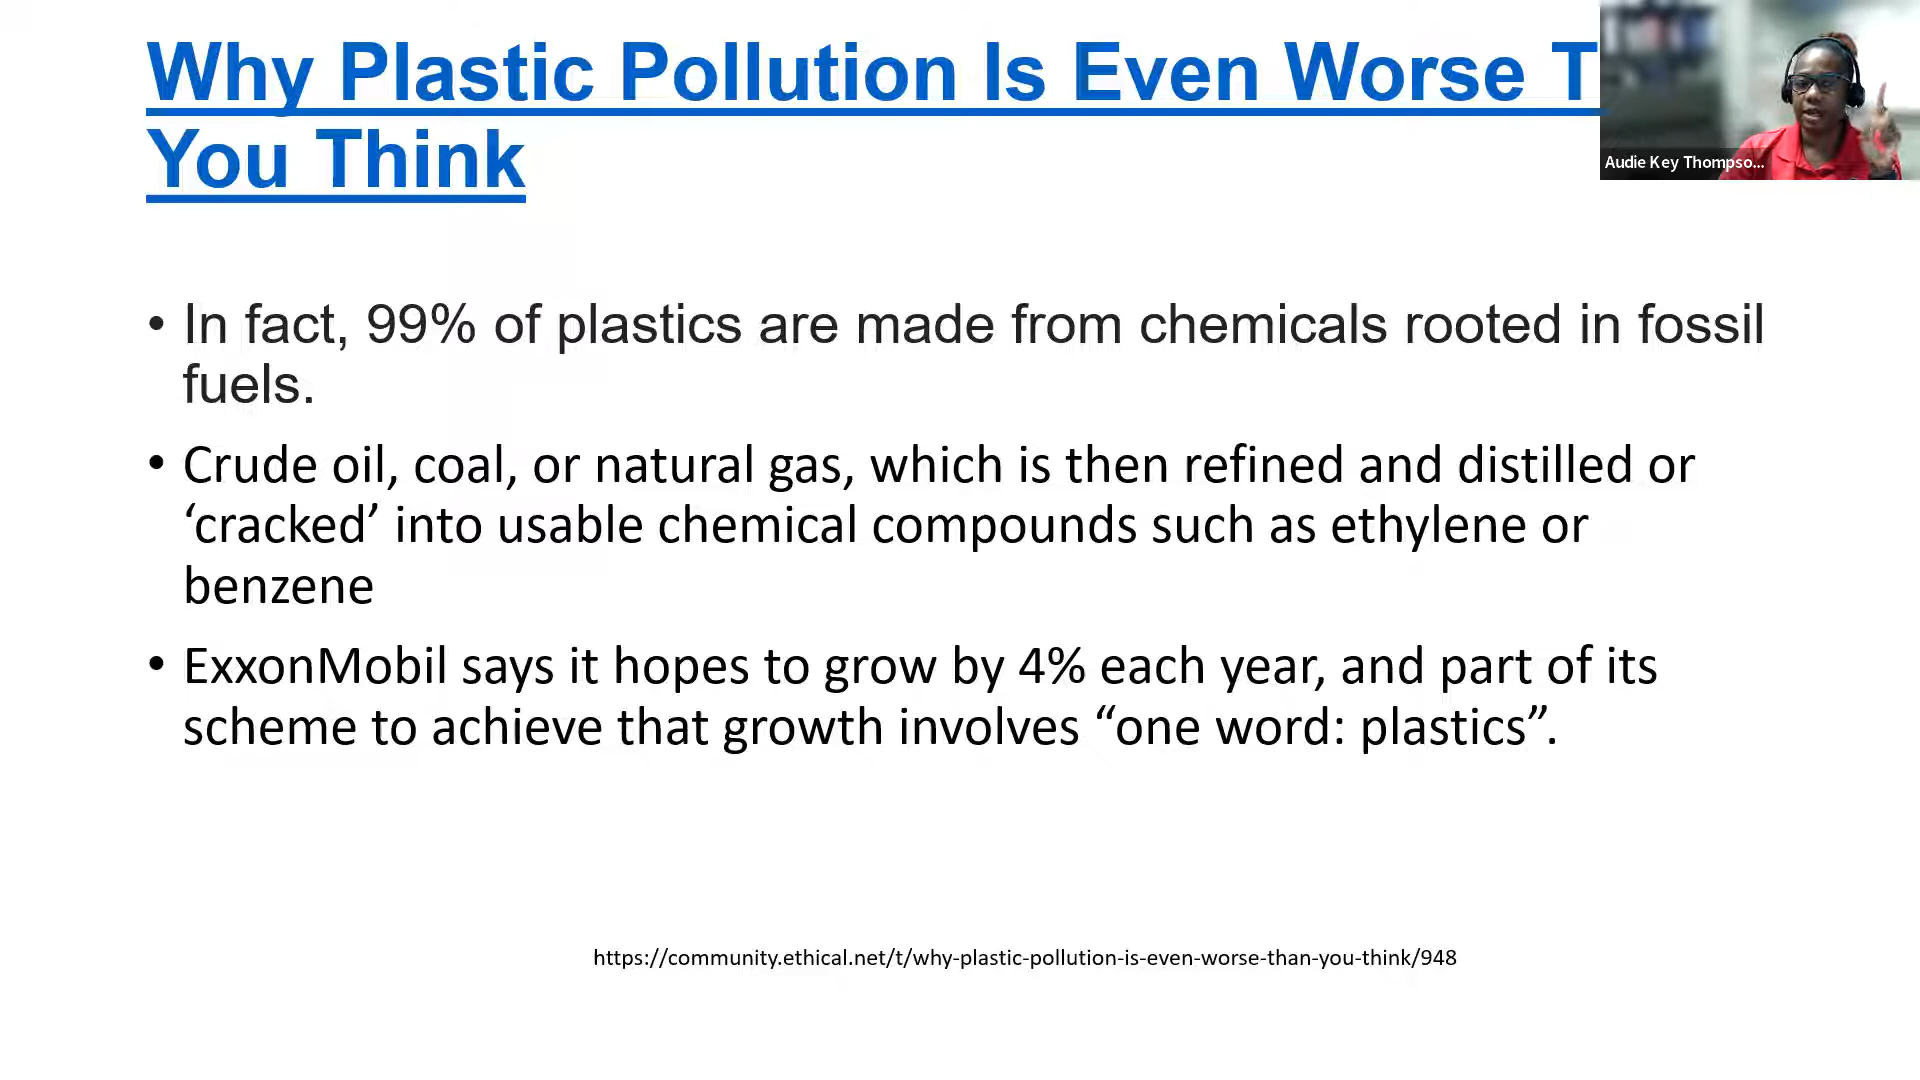 Why Plastic Pollution Is Even Worse T
You Think
Audie Key Thompso...
• In fact, 99% of plastics are made from chemicals rooted in fossil
fuels.
• Crude oil, coal, or natural gas, which is then refined and distilled or
‘cracked’ into usable chemical compounds such as ethylene or
benzene
• ExxonMobil says it hopes to grow by 4% each year, and part of its
scheme to achieve that growth involves “one word: plastics”.
https://community.ethical.net/t/why-plastic-pollution-is-even-worse-than-you-think/948